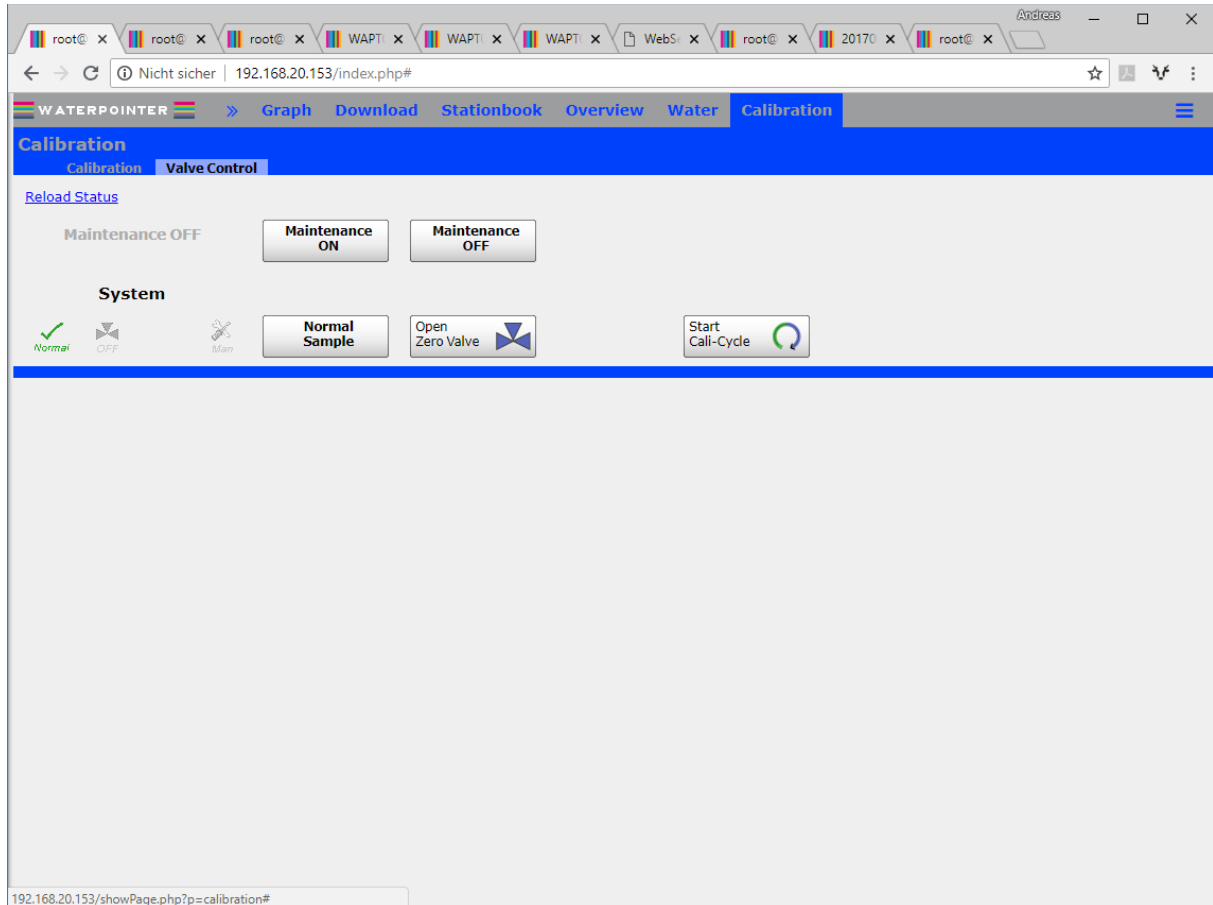 Andreas
root@ root@ root@ WAPT WAPT WAPT WebS root@ 2017 root@
Nicht sicher | 192.168.20.153/index.php#
WATERPOINTER » Graph Download Stationbook Overview Water Calibration
Calibration
Calibration Valve Control
Reload Status
Maintenance OFF
Maintenance
ON
Maintenance
OFF
System
Normal
OFF
Man
Normal
Sample
Open
Zero Valve
Start
Cali-Cycle
192.168.20.153/showPage.php?p=calibration#